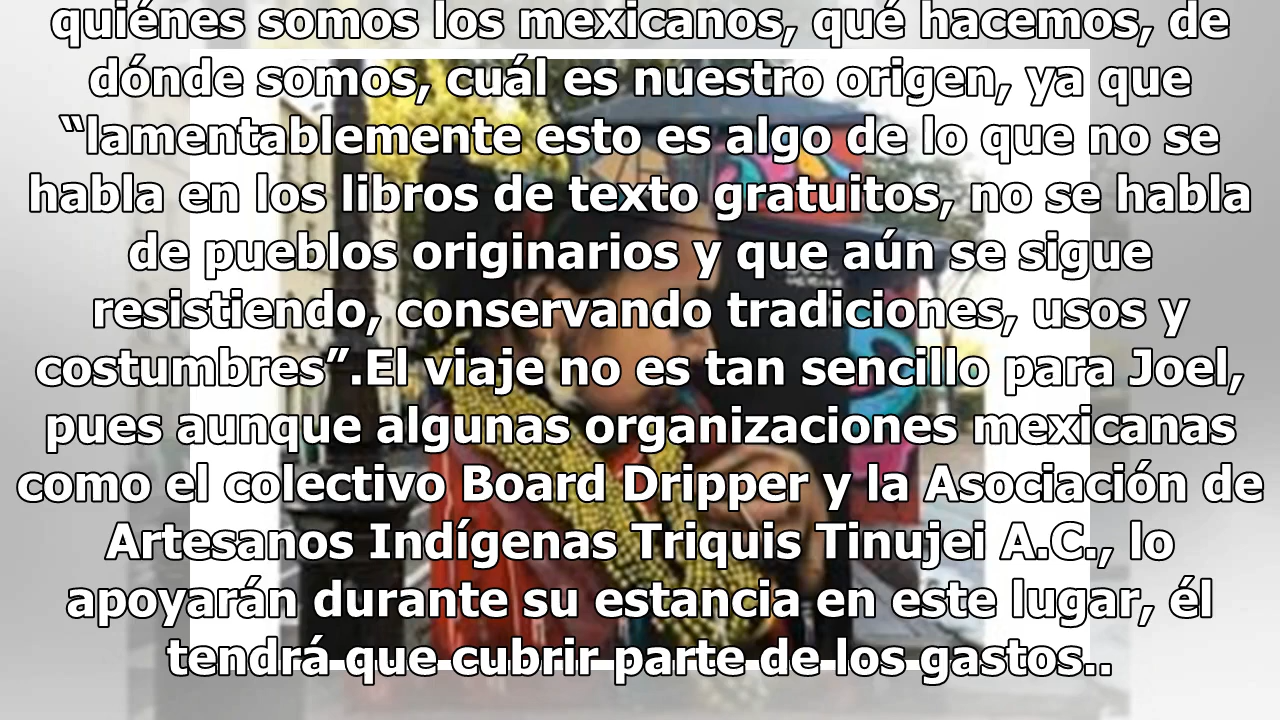 quiénes somos los mexicanos, qué hacemos, de
dónde somos, cuál es nuestro origen, ya que
“lamentablemente esto es algo de lo que no se
habla en los libros de texto gratuitos, no se habla
de pueblos originarios y que aún se sigue
resistiendo, conservando tradiciones, usos y
costumbres”.El viaje no es tan sencillo para Joel,
pues aunque algunas organizaciones mexicanas
como el colectivo Board Dripper y la Asociación de
Artesanos Indígenas Triquis Tinujei A.C., lo
apoyarán durante su estancia en este lugar, él
tendrá que cubrir parte de los gastos..